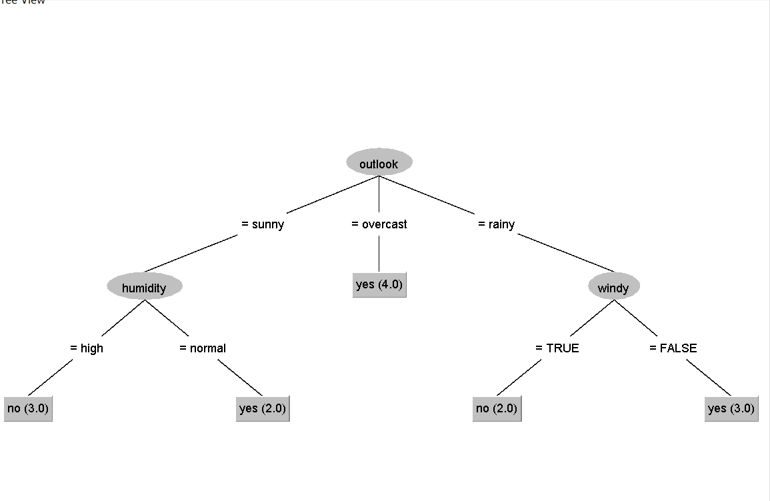 Tree View
outlook
= sunny
= overcast
= rainy
humidity
yes (4.0)
windy
= high
= normal
= TRUE
= FALSE
no (3.0)
yes (2.0)
no (2.0)
yes (3.0)